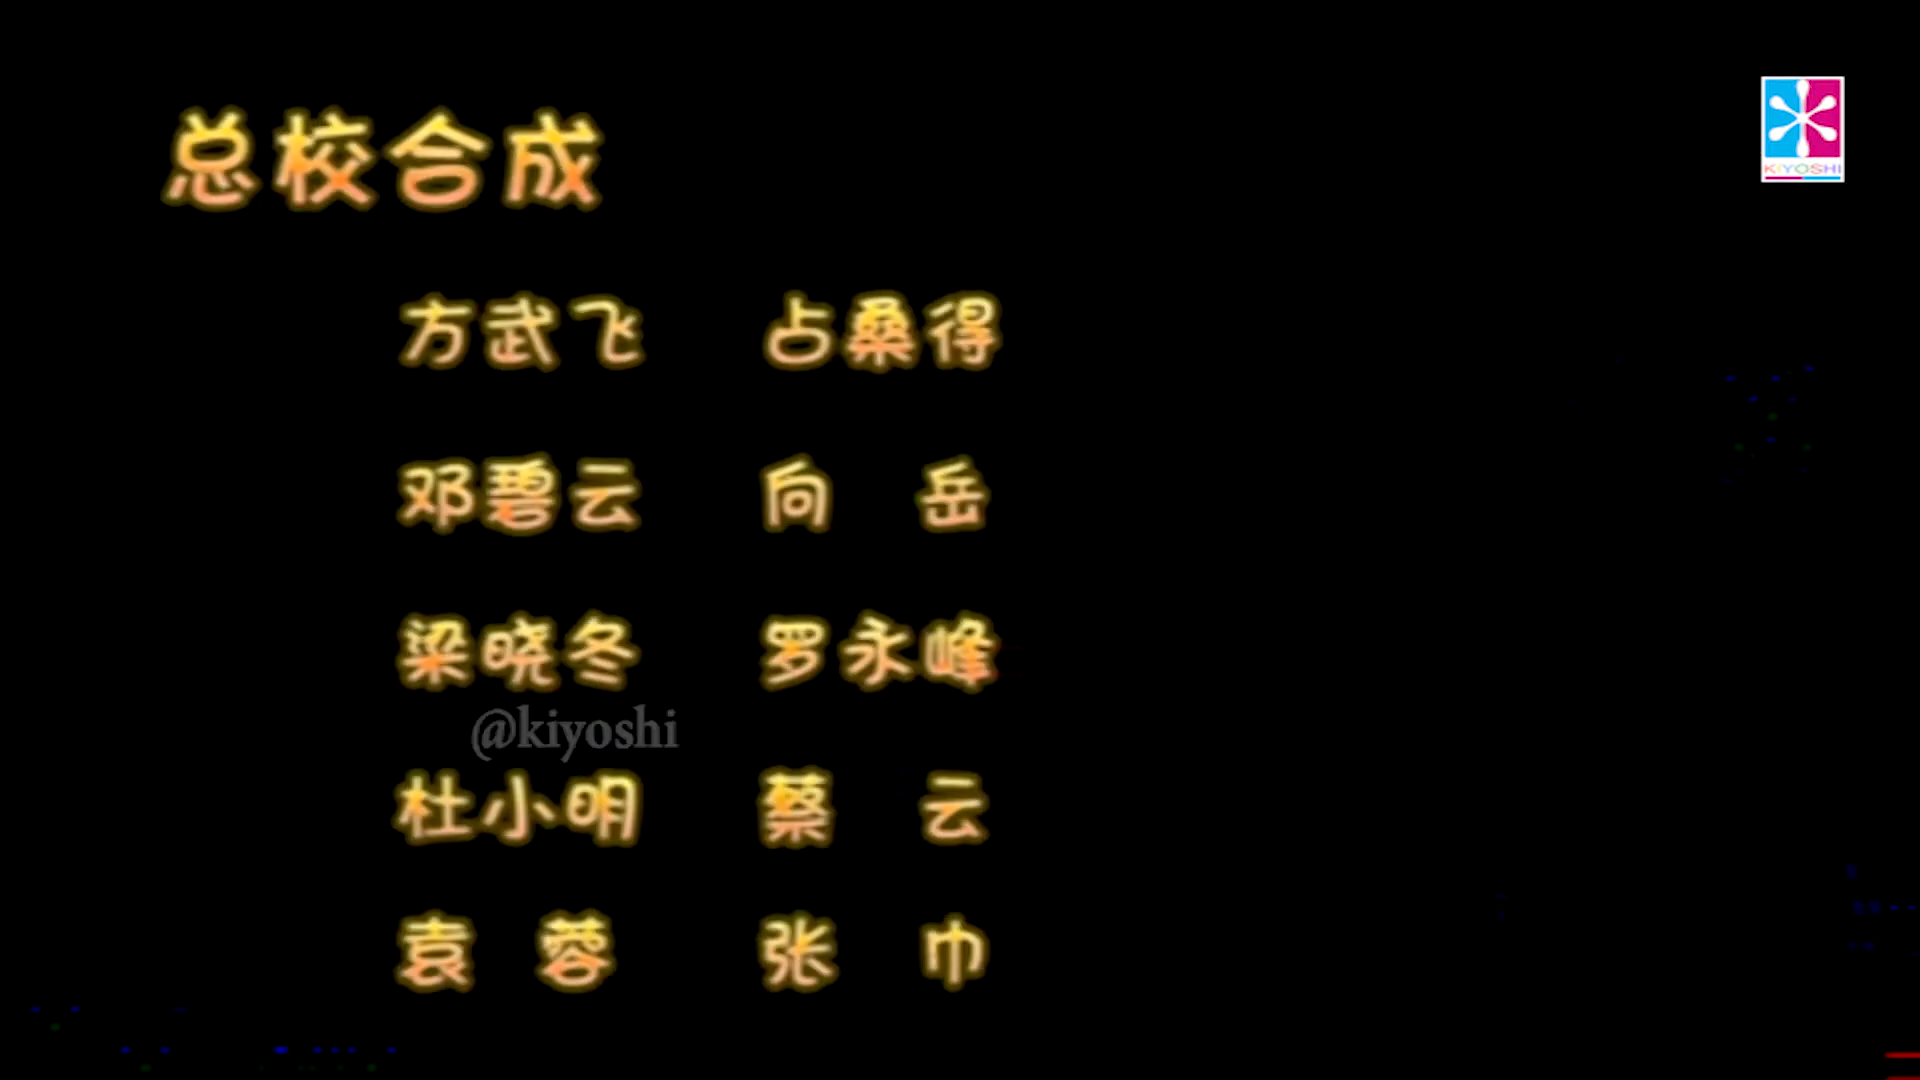 总校合成
KIYOSHI
方武飞 占桑得
邓碧云 向 岳
梁晓冬 罗永峰
@kiyoshi
杜小明 蔡 云
袁 蓉 张 巾